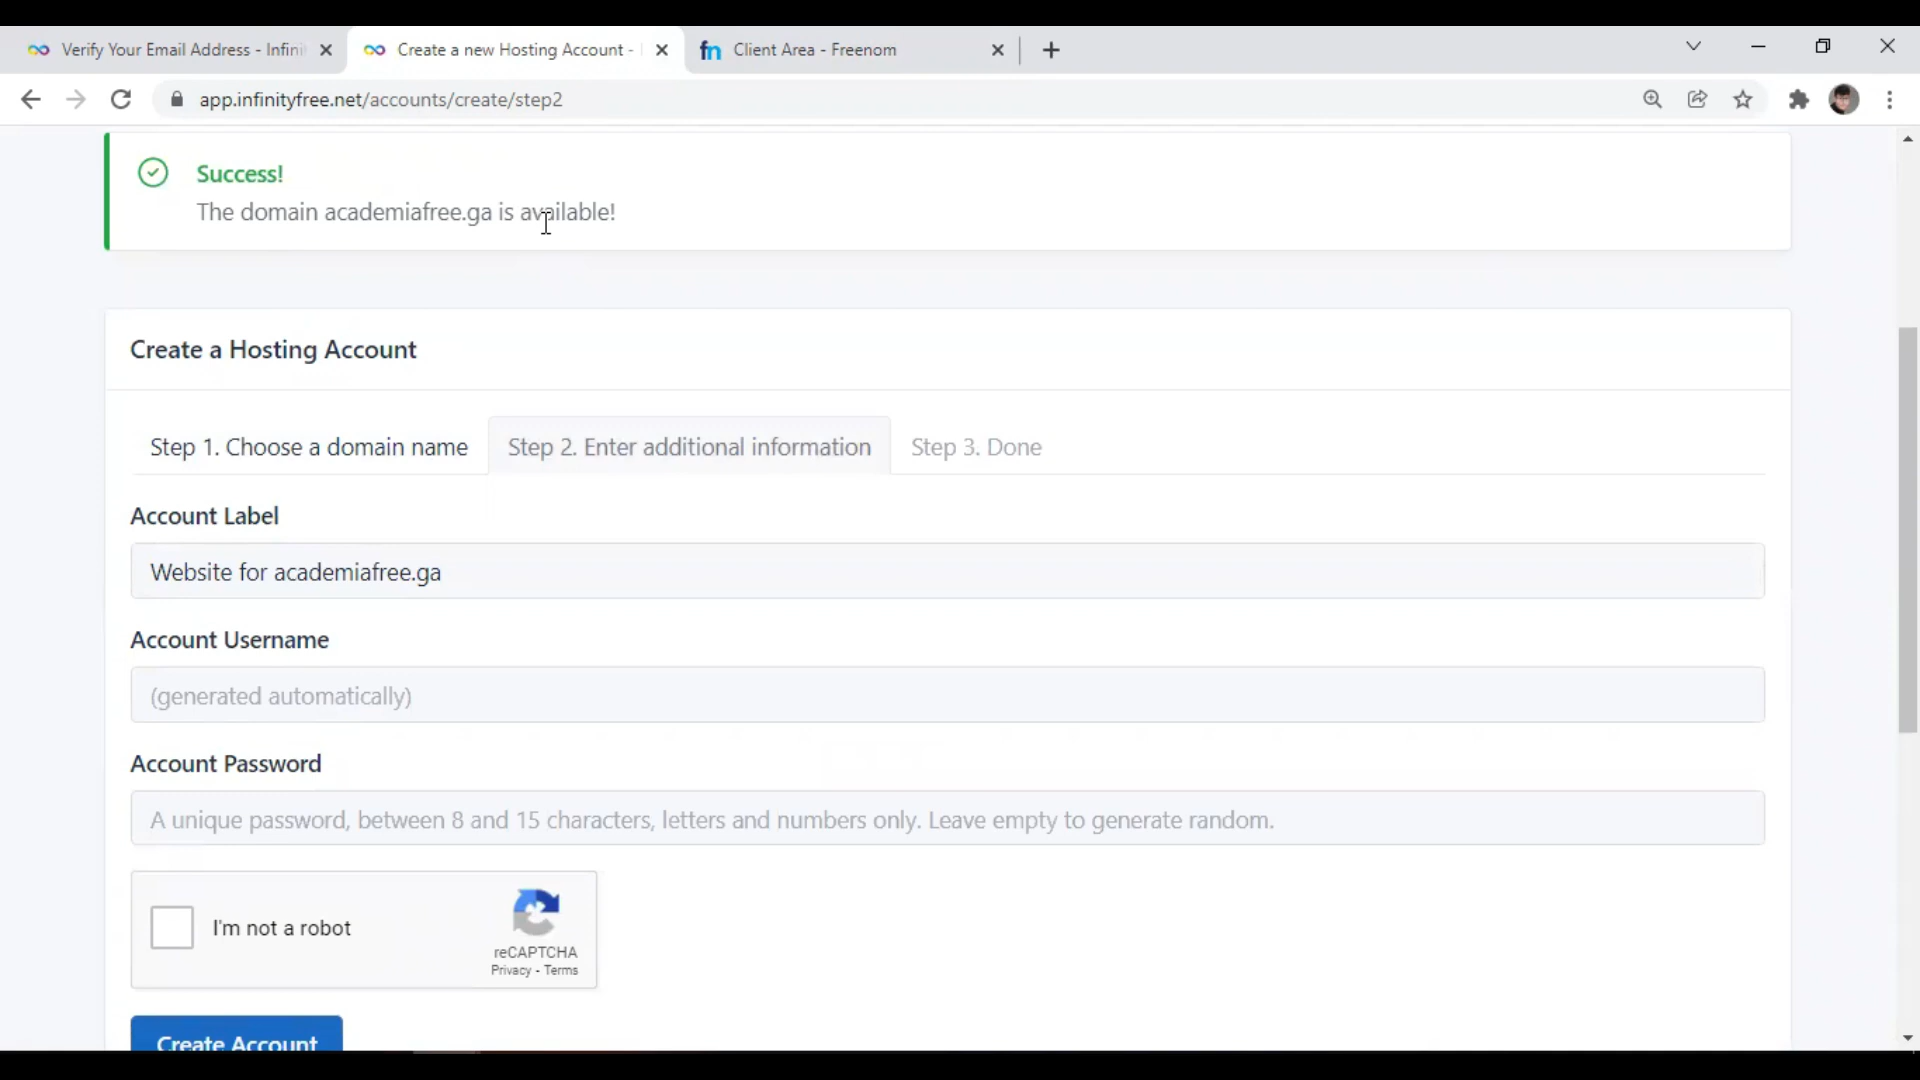 Verify Your Email Address - Infini
Create a new Hosting Account -
fn Client Area - Freenom
app.infinityfree.net/accounts/create/step2
Success!
The domain academiafree.ga is available!
Create a Hosting Account
Step 1. Choose a domain name
Step 2. Enter additional information
Step 3. Done
Account Label
Website for academiafree.ga
Account Username
(generated automatically)
Account Password
A unique password, between 8 and 15 characters, letters and numbers only. Leave empty to generate random.
I'm not a robot
reCAPTCHA
Privacy - Terms
Create Account